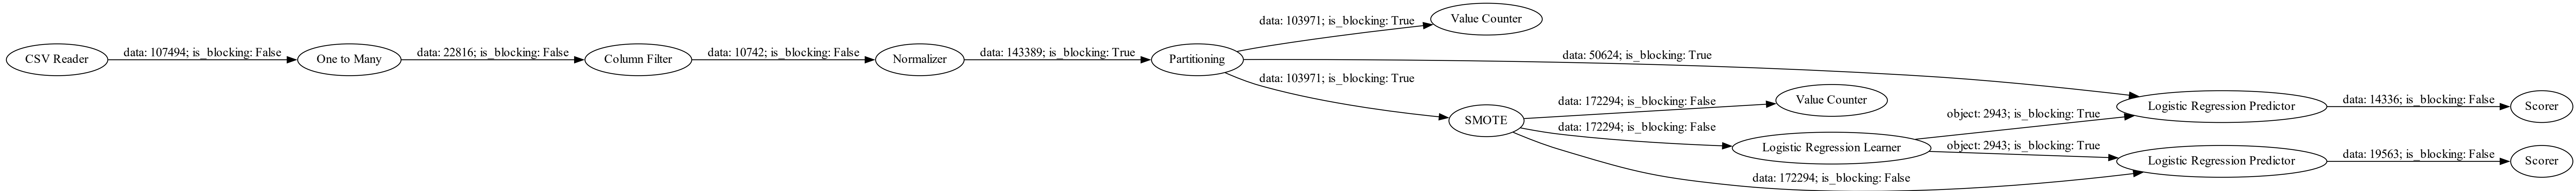 CSV Reader
data: 107494; is_blocking: False
One to Many
data: 22816; is_blocking: False
Column Filter
data: 10742; is_blocking: False
Normalizer
data: 143389; is_blocking: True
Partitioning
data: 103971; is_blocking: True
Value Counter
data: 50624; is_blocking: True
data: 103971; is_blocking: True
SMOTE
data: 172294; is_blocking: False
Value Counter
data: 172294; is_blocking: False
Logistic Regression Learner
data: 172294; is_blocking: False
object: 2943; is_blocking: True
Logistic Regression Predictor
data: 14336; is_blocking: False
Scorer
object: 2943; is_blocking: True
Logistic Regression Predictor
data: 19563; is_blocking: False
Scorer